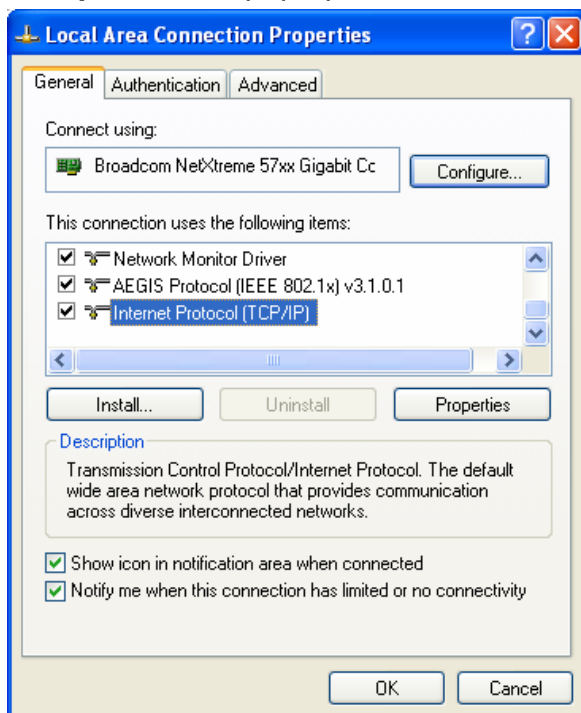 Local Area Connection Properties
General Authentication Advanced
Connect using:
Broadcom NetXtreme 57xx Gigabit Cc
Configure...
This connection uses the following items:
Network Monitor Driver
AEGIS Protocol (IEEE 802.1x) v3.1.0.1
Internet Protocol (TCP/IP)
Install... Uninstall Properties
Description
Transmission Control Protocol/Internet Protocol. The default
wide area network protocol that provides communication
across diverse interconnected networks.
Show icon in notification area when connected
Notify me when this connection has limited or no connectivity
OK Cancel